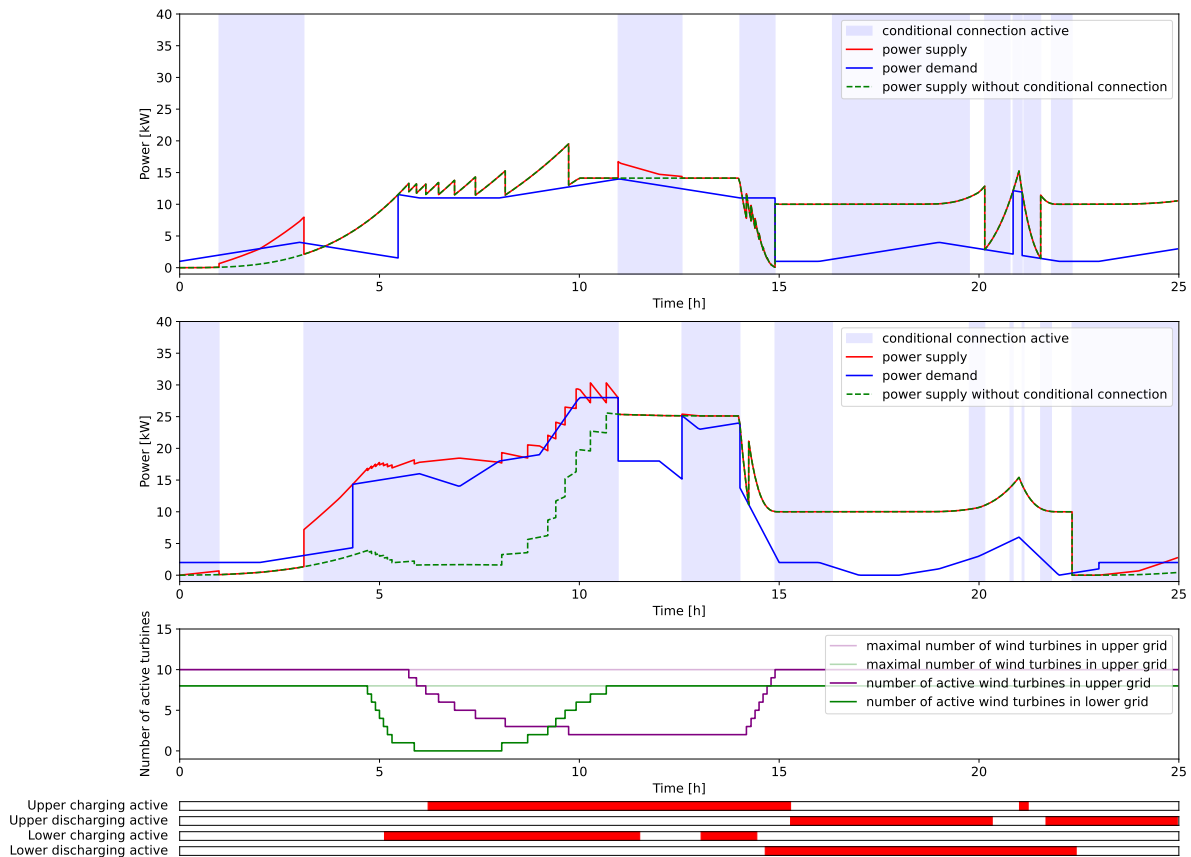 40
35
30
25
20
15
10
5
0
Power [kW]
conditional connection active
power supply
power demand
power supply without conditional connection
0 5 10 15 20 25
Time [h]
40
35
30
25
20
15
10
5
0
Power [kW]
conditional connection active
power supply
power demand
power supply without conditional connection
0 5 10 15 20 25
Time [h]
15
10
5
0
Number of active turbines
maximal number of wind turbines in upper grid
maximal number of wind turbines in upper grid
number of active wind turbines in upper grid
number of active wind turbines in lower grid
0 5 10 15 20 25
Time [h]
Upper charging active
Upper discharging active
Lower charging active
Lower discharging active